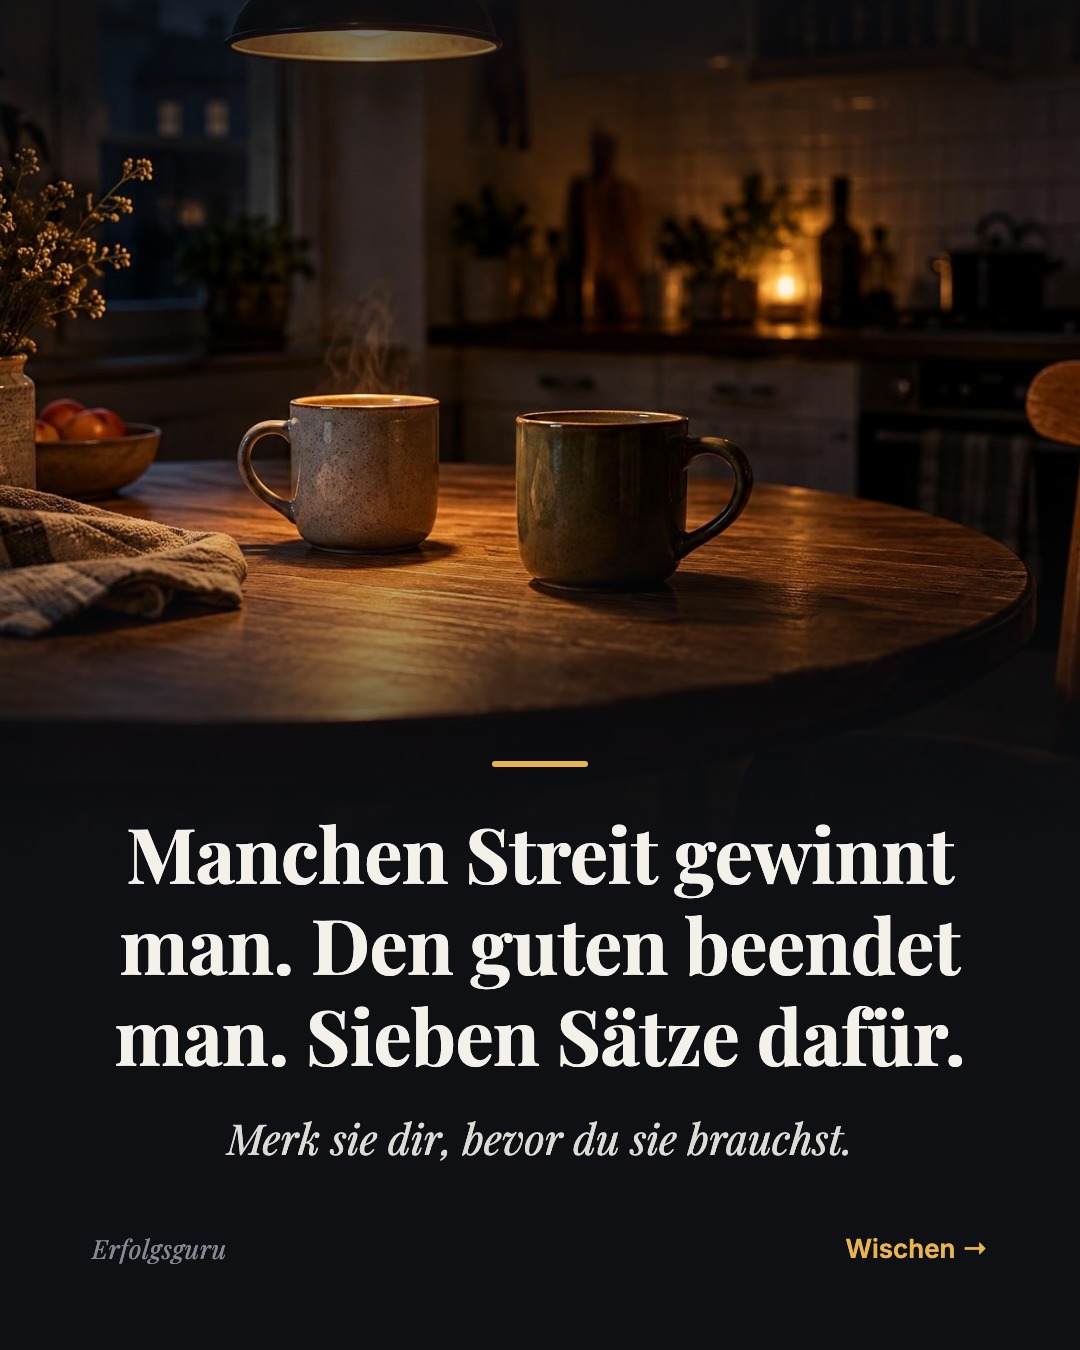 Manchen Streit gewinnt
man. Den guten beendet
man. Sieben Sätze dafür.
Merk sie dir, bevor du sie brauchst.
Erfolgsguru
Wischen →